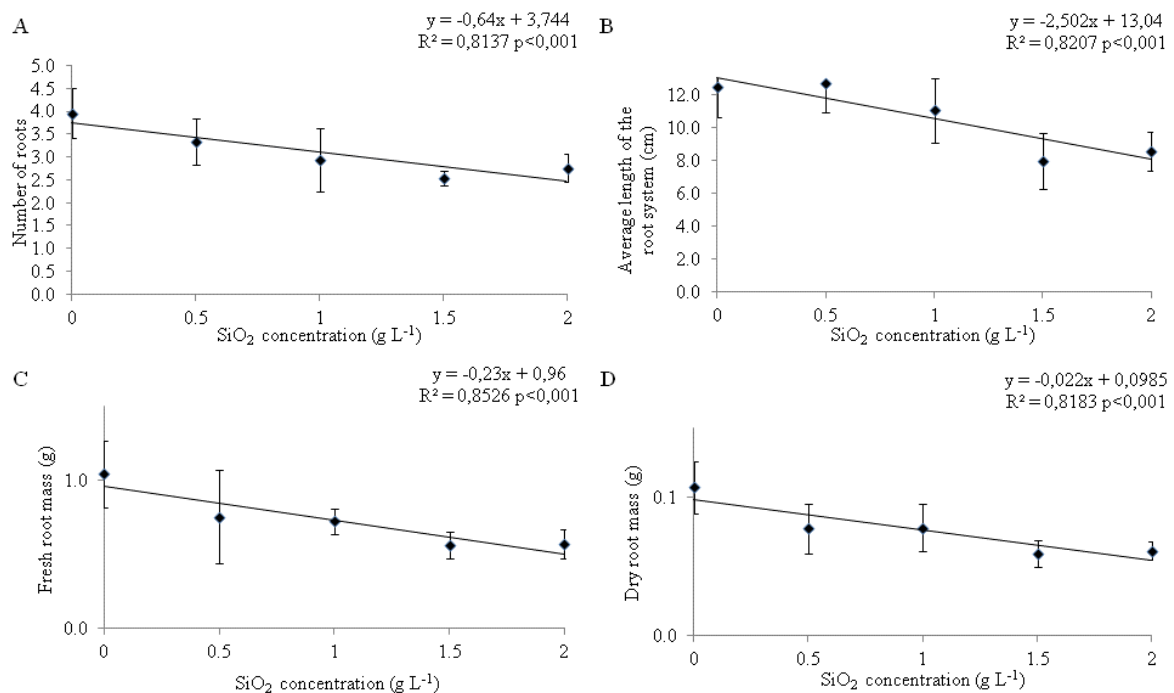 A
y = -0,64x + 3,744
R² = 0,8137 p<0,001
Number of roots
5.0
4.5
4.0
3.5
3.0
2.5
2.0
1.5
1.0
0.5
0.0
0
0.5
1
1.5
2
SiO₂ concentration (g L⁻¹)
B
y = -2,502x + 13,04
R² = 0,8207 p<0,001
Average length of the
root system (cm)
12.0
10.0
8.0
6.0
4.0
2.0
0.0
0
0.5
1
1.5
2
SiO₂ concentration (g L⁻¹)
C
y = -0,23x + 0,96
R² = 0,8526 p<0,001
Fresh root mass (g)
1.0
0.0
0
0.5
1
1.5
2
SiO₂ concentration (g L⁻¹)
D
y = -0,022x + 0,0985
R² = 0,8183 p<0,001
Dry root mass (g)
0.1
0.0
0
0.5
1
1.5
2
SiO₂ concentration (g L⁻¹)